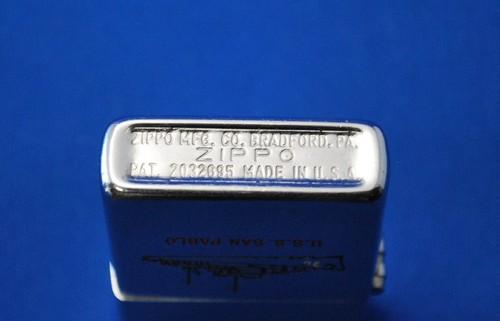 ZIPPO MFG. CO. BRADFORD, PA.
ZIPPO
PAT. 2032695 MADE IN U.S.A.
U.S.S. SAN PABLO